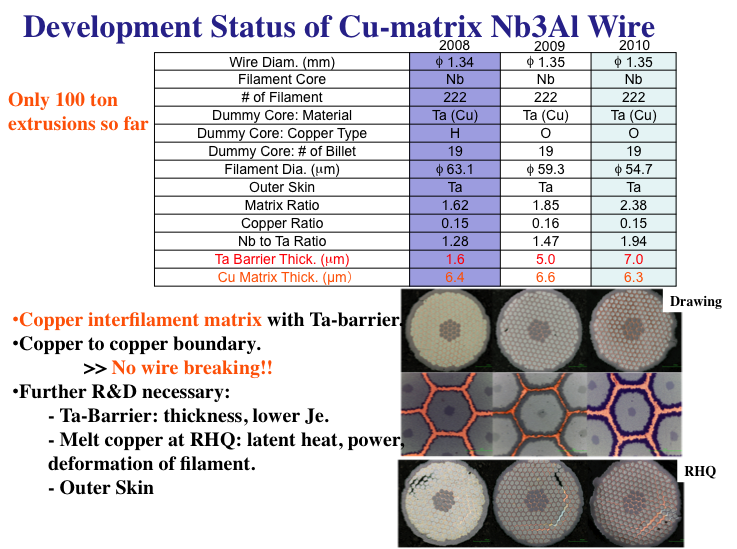 Development Status of Cu-matrix Nb3Al Wire
2008 2009 2010
Only 100 ton
extrusions so far
Wire Diam. (mm) ϕ 1.34 ϕ 1.35 ϕ 1.35
Filament Core Nb Nb Nb
# of Filament 222 222 222
Dummy Core: Material Ta (Cu) Ta (Cu) Ta (Cu)
Dummy Core: Copper Type H O O
Dummy Core: # of Billet 19 19 19
Filament Dia. (μm) ϕ 63.1 ϕ 59.3 ϕ 54.7
Outer Skin Ta Ta Ta
Matrix Ratio 1.62 1.85 2.38
Copper Ratio 0.15 0.16 0.15
Nb to Ta Ratio 1.28 1.47 1.94
Ta Barrier Thick. (μm) 1.6 5.0 7.0
Cu Matrix Thick. (μm) 6.4 6.6 6.3
•Copper interfilament matrix with Ta-barrier.
•Copper to copper boundary.
>> No wire breaking!!
•Further R&D necessary:
- Ta-Barrier: thickness, lower Je.
- Melt copper at RHQ: latent heat, power,
deformation of filament.
- Outer Skin
Drawing
RHQ